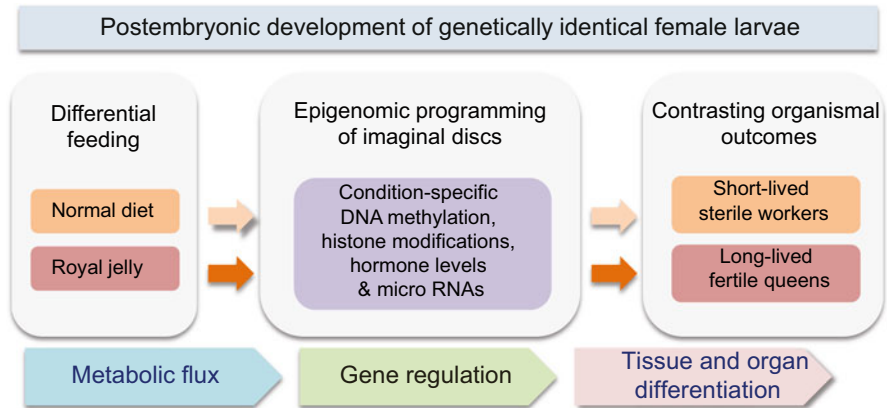 Postembryonic development of genetically identical female larvae
Differential
feeding
Normal diet
Royal jelly
Epigenomic programming
of imaginal discs
Condition-specific
DNA methylation,
histone modifications,
hormone levels
& micro RNAs
Contrasting organismal
outcomes
Short-lived
sterile workers
Long-lived
fertile queens
Metabolic flux
Gene regulation
Tissue and organ
differentiation